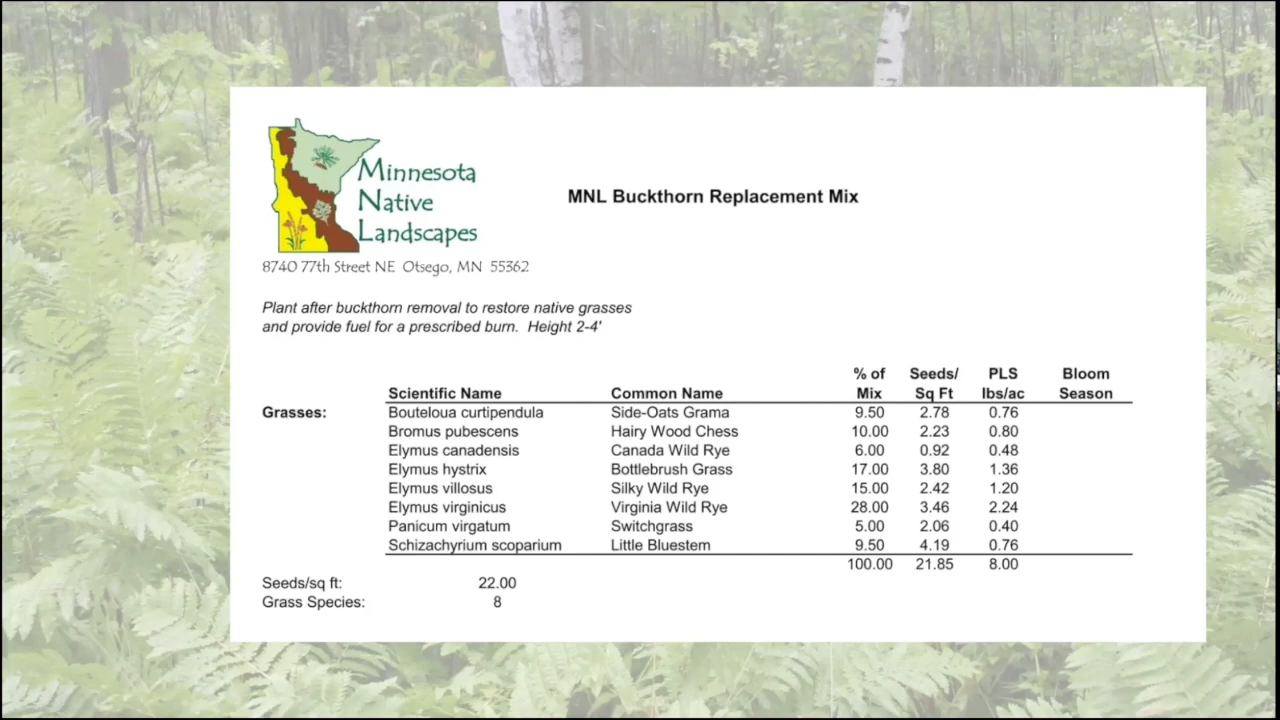 Minnesota
Native
Landscapes
MNL Buckthorn Replacement Mix
8740 77th Street NE Otsego, MN 55362
Plant after buckthorn removal to restore native grasses
and provide fuel for a prescribed burn. Height 2-4'
% of Seeds/ PLS Bloom
Scientific Name Common Name Mix Sq Ft lbs/ac Season
Grasses: Bouteloua curtipendula Side-Oats Grama 9.50 2.78 0.76
Bromus pubescens Hairy Wood Chess 10.00 2.23 0.80
Elymus canadensis Canada Wild Rye 6.00 0.92 0.48
Elymus hystrix Bottlebrush Grass 17.00 3.80 1.36
Elymus villosus Silky Wild Rye 15.00 2.42 1.20
Elymus virginicus Virginia Wild Rye 28.00 3.46 2.24
Panicum virgatum Switchgrass 5.00 2.06 0.40
Schizachyrium scoparium Little Bluestem 9.50 4.19 0.76
100.00 21.85 8.00
Seeds/sq ft: 22.00
Grass Species: 8